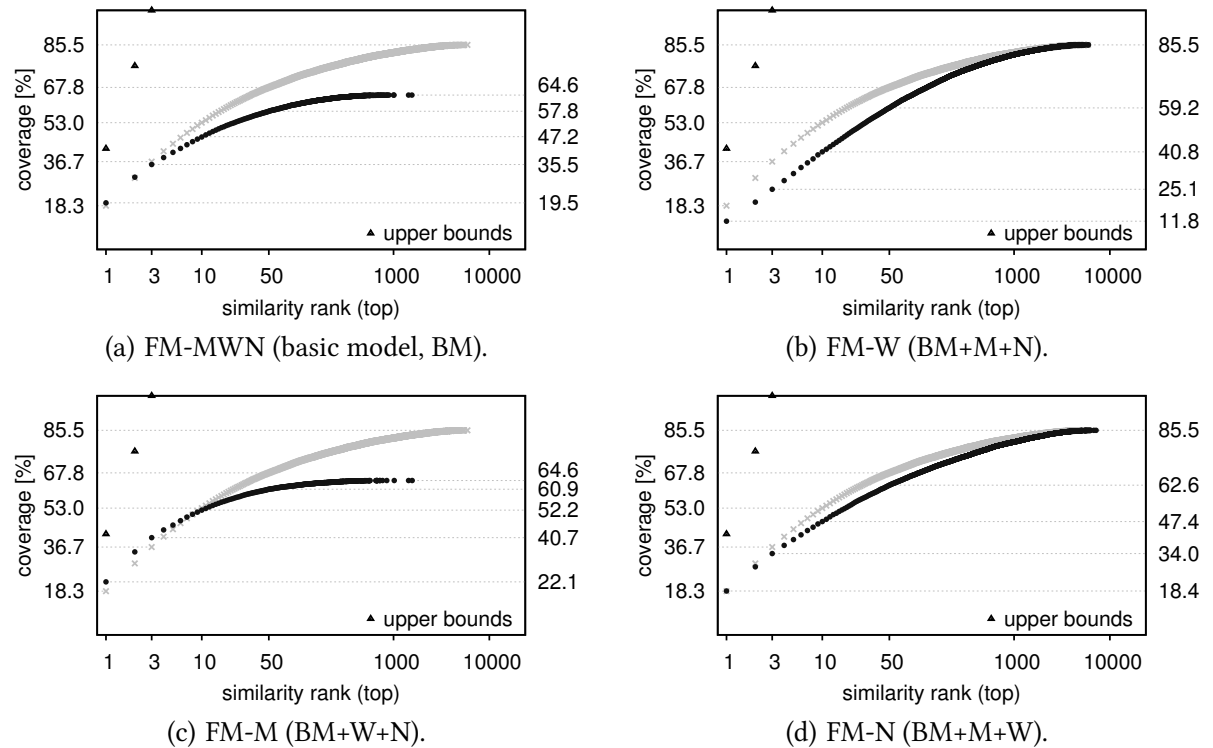 85.5
67.8
53.0
36.7
18.3
coverage [%]
64.6
57.8
47.2
35.5
19.5
▲ upper bounds
1 3 10 50 1000 10000
similarity rank (top)
(a) FM-MWN (basic model, BM).
85.5
67.8
53.0
36.7
18.3
coverage [%]
85.5
59.2
40.8
25.1
11.8
▲ upper bounds
1 3 10 50 1000 10000
similarity rank (top)
(b) FM-W (BM+M+N).
85.5
67.8
53.0
36.7
18.3
coverage [%]
64.6
60.9
52.2
40.7
22.1
▲ upper bounds
1 3 10 50 1000 10000
similarity rank (top)
(c) FM-M (BM+W+N).
85.5
67.8
53.0
36.7
18.3
coverage [%]
85.5
62.6
47.4
34.0
18.4
▲ upper bounds
1 3 10 50 1000 10000
similarity rank (top)
(d) FM-N (BM+M+W).